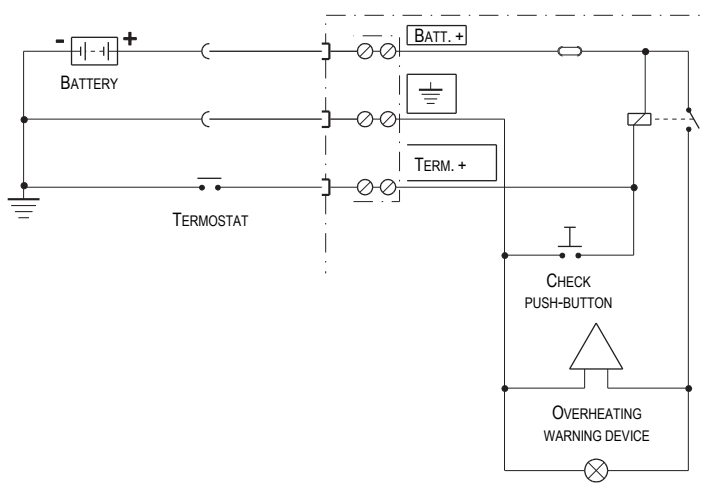 - +
BATT. +
BATTERY
TERM. +
TERMOSTAT
CHECK
PUSH-BUTTON
OVERHEATING
WARNING DEVICE